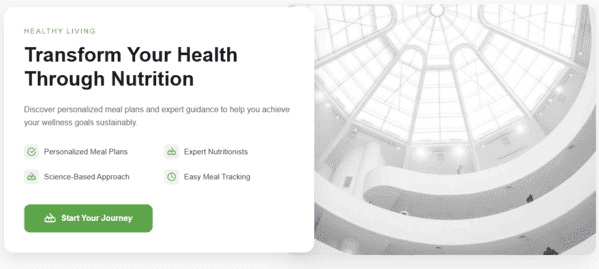 HEALTHY LIVING
Transform Your Health
Through Nutrition
Discover personalized meal plans and expert guidance to help you achieve
your wellness goals sustainably.
Personalized Meal Plans
Expert Nutritionists
Science-Based Approach
Easy Meal Tracking
Start Your Journey